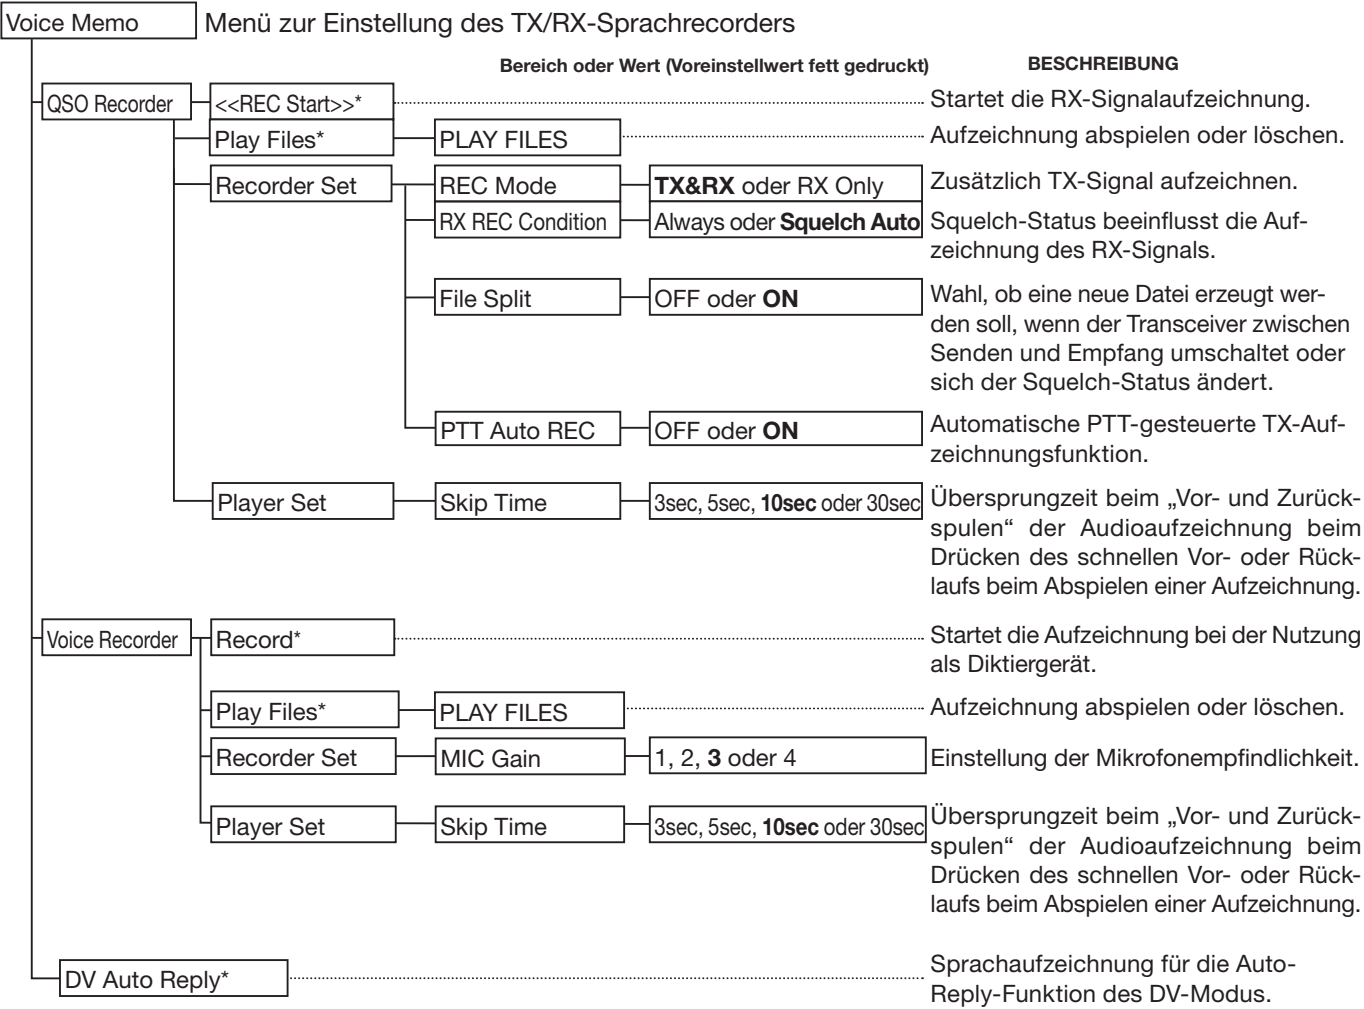 Voice Memo Menü zur Einstellung des TX/RX-Sprachrecorders
Bereich oder Wert (Voreinstellwert fett gedruckt) BESCHREIBUNG
QSO Recorder <<REC Start>>* Startet die RX-Signalaufzeichnung.
Play Files* PLAY FILES Aufzeichnung abspielen oder löschen.
Recorder Set REC Mode TX&RX oder RX Only Zusätzlich TX-Signal aufzeichnen.
RX REC Condition Always oder Squelch Auto Squelch-Status beeinflusst die Auf-
zeichnung des RX-Signals.
File Split OFF oder ON Wahl, ob eine neue Datei erzeugt wer-
den soll, wenn der Transceiver zwischen
Senden und Empfang umschaltet oder
sich der Squelch-Status ändert.
PTT Auto REC OFF oder ON Automatische PTT-gesteuerte TX-Auf-
zeichnungsfunktion.
Player Set Skip Time 3sec, 5sec, 10sec oder 30sec Übersprungzeit beim „Vor- und Zurück-
spulen“ der Audioaufzeichnung beim
Drücken des schnellen Vor- oder Rück-
laufs beim Abspielen einer Aufzeichnung.
Voice Recorder Record* Startet die Aufzeichnung bei der Nutzung
als Diktiergerät.
Play Files* PLAY FILES Aufzeichnung abspielen oder löschen.
Recorder Set MIC Gain 1, 2, 3 oder 4 Einstellung der Mikrofonempfindlichkeit.
Player Set Skip Time 3sec, 5sec, 10sec oder 30sec Übersprungzeit beim „Vor- und Zurück-
spulen“ der Audioaufzeichnung beim
Drücken des schnellen Vor- oder Rück-
laufs beim Abspielen einer Aufzeichnung.
DV Auto Reply* Sprachaufzeichnung für die Auto-
Reply-Funktion des DV-Modus.